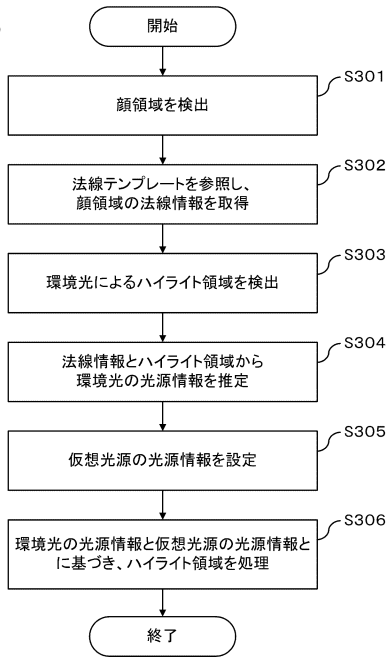 開始
S301
顔領域を検出
S302
法線テンプレートを参照し、
顔領域の法線情報を取得
S303
環境光によるハイライト領域を検出
S304
法線情報とハイライト領域から
環境光の光源情報を推定
S305
仮想光源の光源情報を設定
S306
環境光の光源情報と仮想光源の光源情報と
に基づき、ハイライト領域を処理
終了